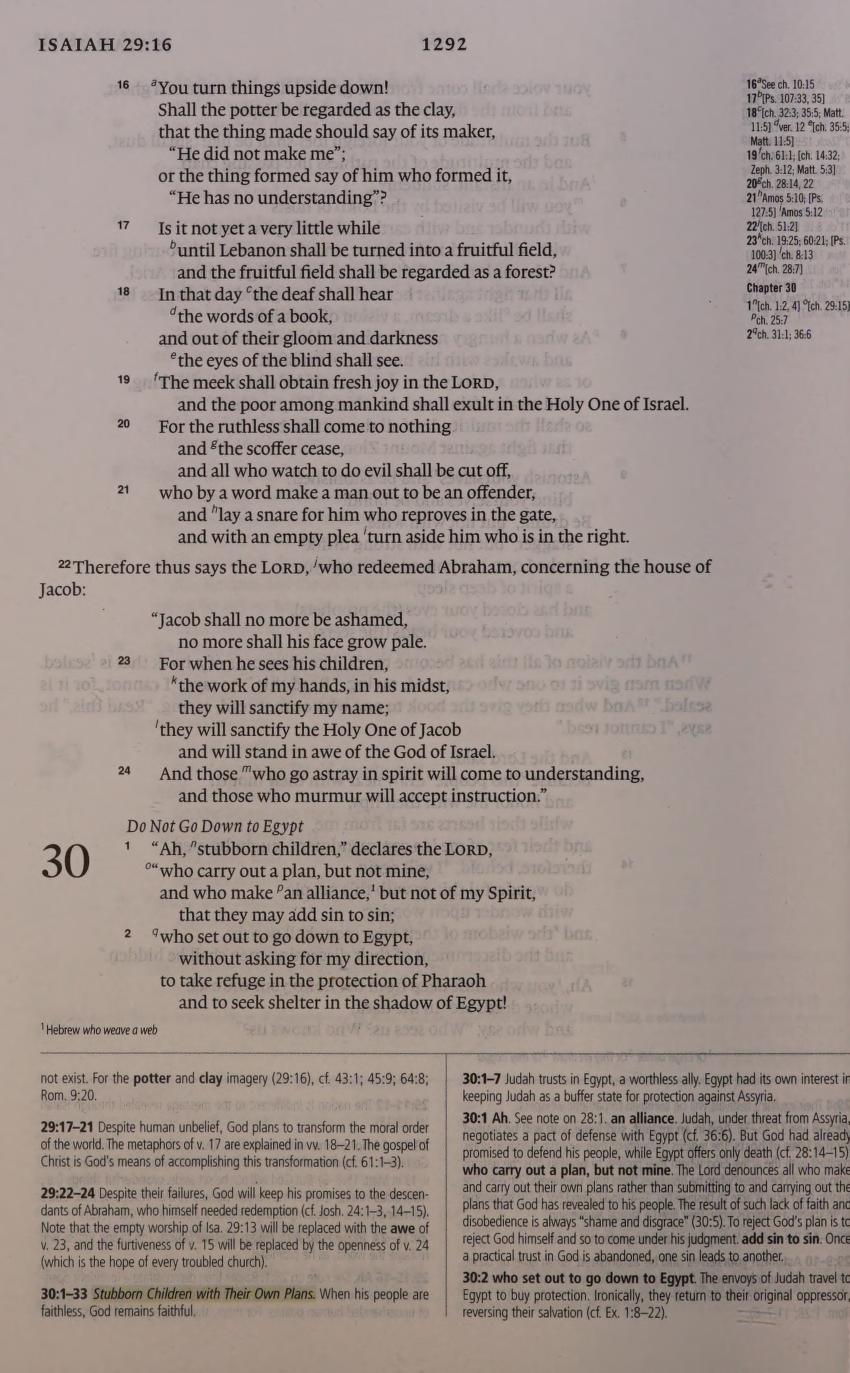 ISAIAH 29:16
1292
16 aYou turn things upside down!
Shall the potter be regarded as the clay,
that the thing made should say of its maker,
“He did not make me”;
or the thing formed say of him who formed it,
“He has no understanding”?
17 Is it not yet a very little while
buntil Lebanon shall be turned into a fruitful field,
and the fruitful field shall be regarded as a forest?
18 In that day cthe deaf shall hear
dthe words of a book,
and out of their gloom and darkness
ethe eyes of the blind shall see.
19 fThe meek shall obtain fresh joy in the LORD,
and the poor among mankind shall exult in the Holy One of Israel.
20 For the ruthless shall come to nothing
and gthe scoffer cease,
and all who watch to do evil shall be cut off,
21 who by a word make a man out to be an offender,
and hlay a snare for him who reproves in the gate,
and with an empty plea iturn aside him who is in the right.
22 Therefore thus says the LORD, jwho redeemed Abraham, concerning the house of
Jacob:
“Jacob shall no more be ashamed,
no more shall his face grow pale.
23 For when he sees his children,
kthe work of my hands, in his midst,
they will sanctify my name;
lthey will sanctify the Holy One of Jacob
and will stand in awe of the God of Israel.
24 And those mwho go astray in spirit will come to understanding,
and those who murmur will accept instruction.”
Do Not Go Down to Egypt
30
1 “Ah, nstubborn children,” declares the LORD,
o“who carry out a plan, but not mine,
and who make pan alliance,1 but not of my Spirit,
that they may add sin to sin;
2 qwho set out to go down to Egypt,
without asking for my direction,
to take refuge in the protection of Pharaoh
and to seek shelter in the shadow of Egypt!
1 Hebrew who weave a web
16aSee ch. 10:15
17b[Ps. 107:33, 35]
18c[ch. 32:3; 35:5; Matt.
11:5] dver. 12 e[ch. 35:5;
Matt. 11:5]
19fch. 61:1; [ch. 14:32;
Zeph. 3:12; Matt. 5:3]
20gch. 28:14, 22
21hAmos 5:10; [Ps.
127:5] iAmos 5:12
22j[ch. 51:2]
23kch. 19:25; 60:21; [Ps.
100:3] lch. 8:13
24m[ch. 28:7]
Chapter 30
1n[ch. 1:2, 4] o[ch. 29:15]
pch. 25:7
2qch. 31:1; 36:6
not exist. For the potter and clay imagery (29:16), cf. 43:1; 45:9; 64:8;
Rom. 9:20.
29:17–21 Despite human unbelief, God plans to transform the moral order
of the world. The metaphors of v. 17 are explained in vv. 18–21. The gospel of
Christ is God's means of accomplishing this transformation (cf. 61:1–3).
29:22–24 Despite their failures, God will keep his promises to the descen-
dants of Abraham, who himself needed redemption (cf. Josh. 24:1–3, 14–15).
Note that the empty worship of Isa. 29:13 will be replaced with the awe of
v. 23, and the furtiveness of v. 15 will be replaced by the openness of v. 24
(which is the hope of every troubled church).
30:1–33 Stubborn Children with Their Own Plans. When his people are
faithless, God remains faithful.
30:1–7 Judah trusts in Egypt, a worthless ally. Egypt had its own interest in
keeping Judah as a buffer state for protection against Assyria.
30:1 Ah. See note on 28:1. an alliance. Judah, under threat from Assyria,
negotiates a pact of defense with Egypt (cf. 36:6). But God had already
promised to defend his people, while Egypt offers only death (cf. 28:14–15)
who carry out a plan, but not mine. The Lord denounces all who make
and carry out their own plans rather than submitting to and carrying out the
plans that God has revealed to his people. The result of such lack of faith and
disobedience is always “shame and disgrace” (30:5). To reject God's plan is to
reject God himself and so to come under his judgment. add sin to sin. Once
a practical trust in God is abandoned, one sin leads to another.
30:2 who set out to go down to Egypt. The envoys of Judah travel to
Egypt to buy protection. Ironically, they return to their original oppressor,
reversing their salvation (cf. Ex. 1:8–22).